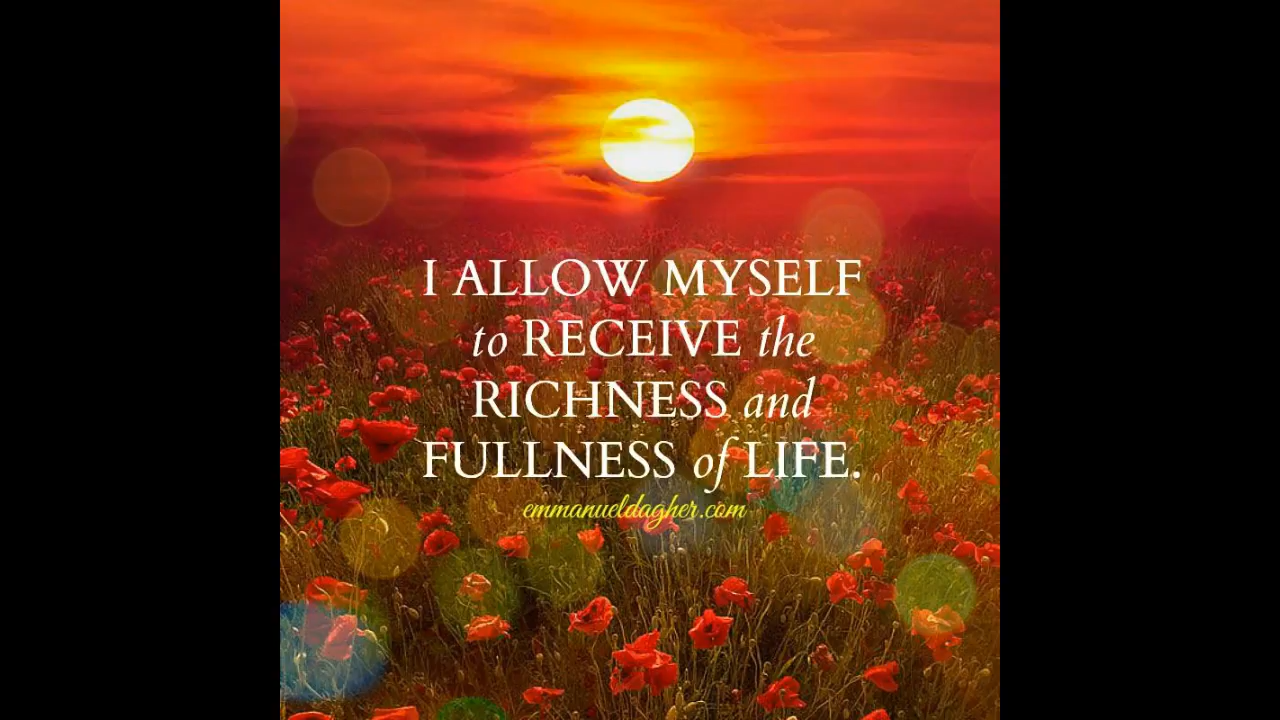 I ALLOW MYSELF
to RECEIVE the
RICHNESS and
FULLNESS of LIFE.
emmanueldagher.com